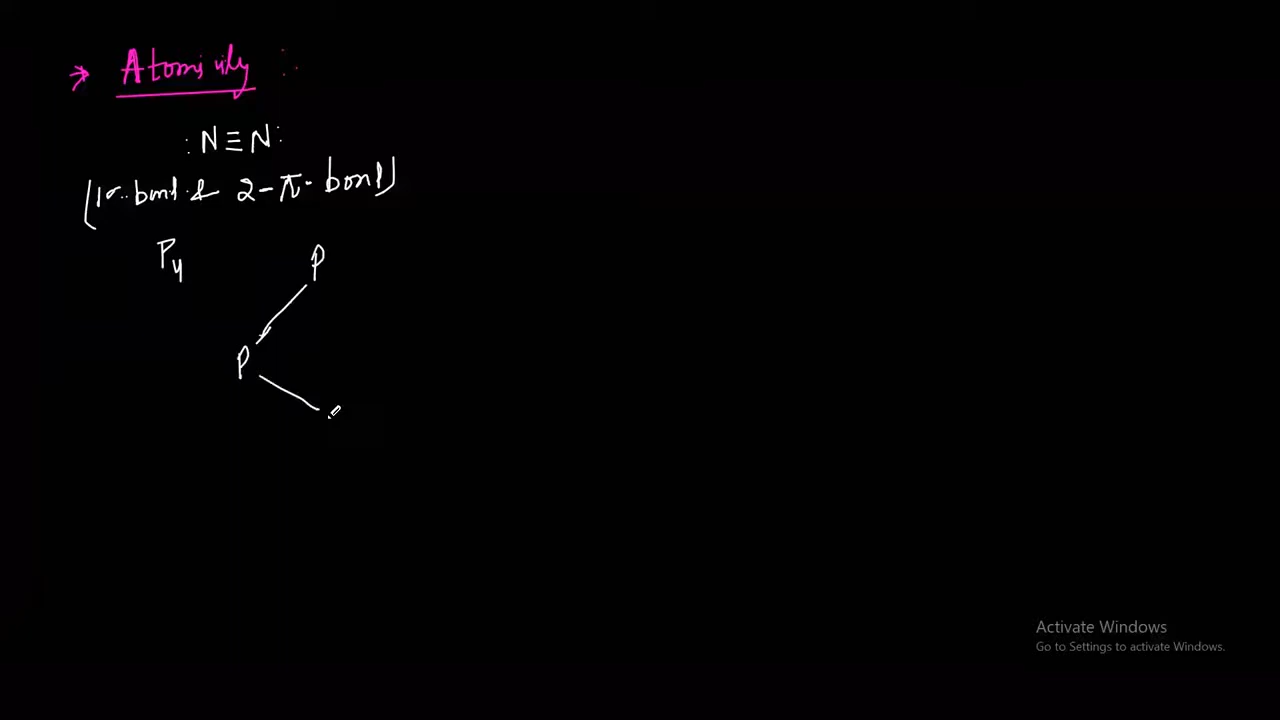 → Atomicity :
:N≡N:
(1σ-bond & 2-π-bond)
P₄ P
P
Activate Windows
Go to Settings to activate Windows.